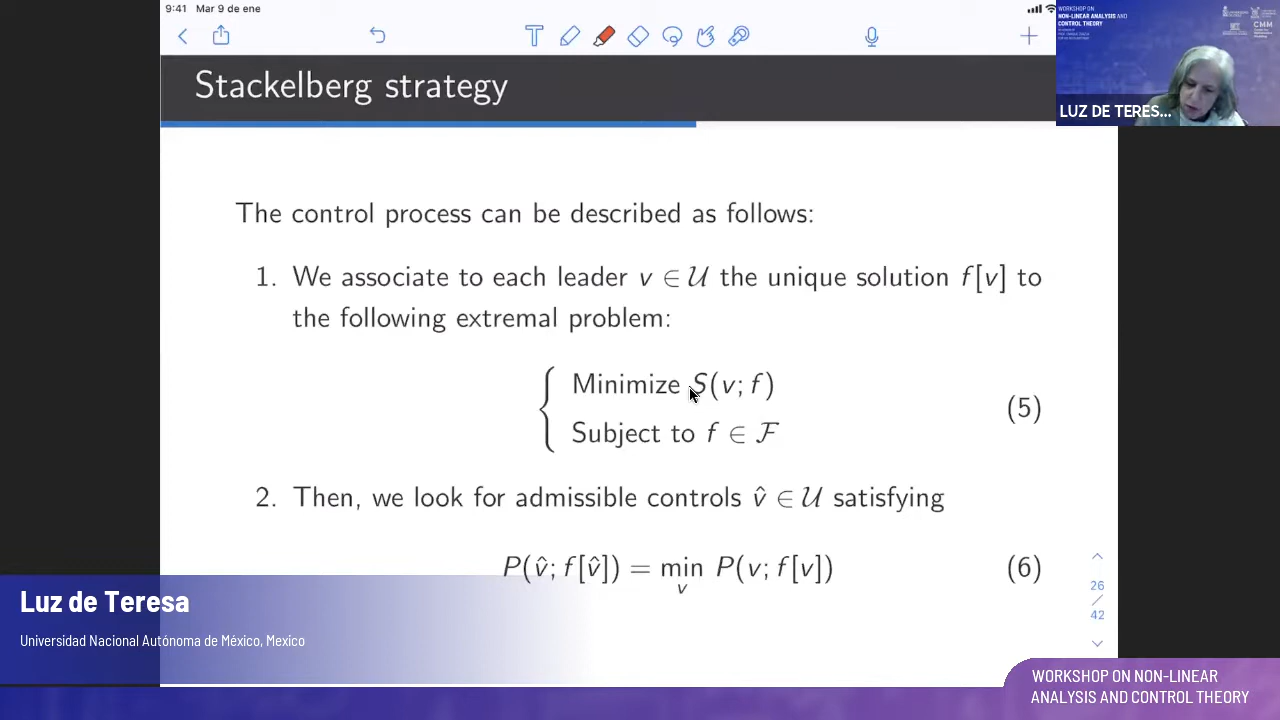 9:41 Mar 9 de ene
WORKSHOP ON
NON-LINEAR ANALYSIS AND
CONTROL THEORY
CMM
LUZ DE TERES...
Stackelberg strategy
The control process can be described as follows:
1. We associate to each leader v ∈ 𝒰 the unique solution f[v] to
the following extremal problem:
{ Minimize S(v; f)
Subject to f ∈ ℱ (5)
2. Then, we look for admissible controls v̂ ∈ 𝒰 satisfying
P(v̂; f[v̂]) = min P(v; f[v]) (6)
v
26
/
42
Luz de Teresa
Universidad Nacional Autónoma de México, Mexico
WORKSHOP ON NON-LINEAR
ANALYSIS AND CONTROL THEORY